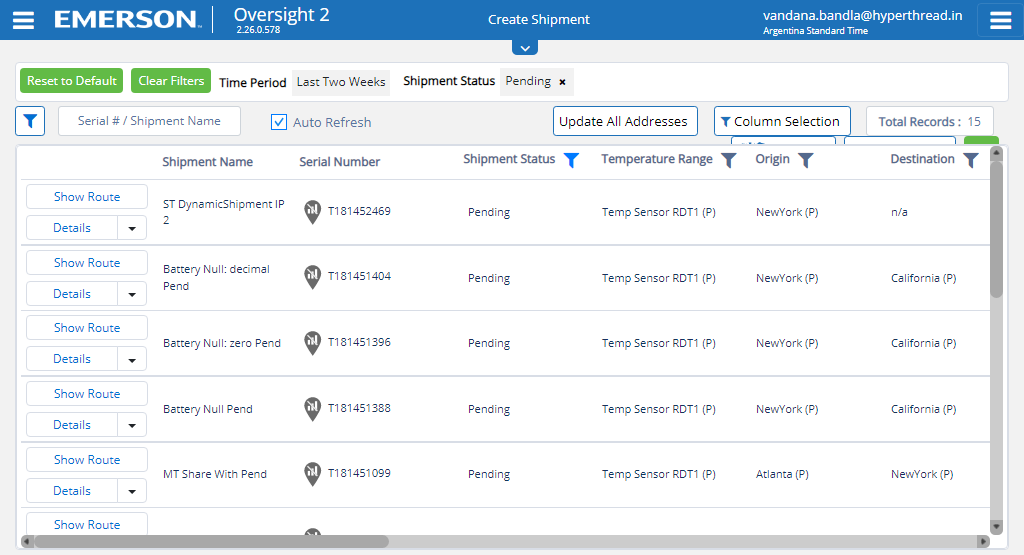 EMERSON
Oversight 2
2.26.0.578
Create Shipment
vandana.bandla@hyperthread.in
Argentina Standard Time
Reset to Default Clear Filters Time Period Last Two Weeks Shipment Status Pending ×
Serial # / Shipment Name Auto Refresh Update All Addresses Column Selection Total Records : 15
Shipment Name Serial Number Shipment Status Temperature Range Origin Destination
Show Route
Details
ST DynamicShipment IP
2
T181452469 Pending Temp Sensor RDT1 (P) NewYork (P) n/a
Show Route
Details
Battery Null: decimal
Pend
T181451404 Pending Temp Sensor RDT1 (P) NewYork (P) California (P)
Show Route
Details
Battery Null: zero Pend T181451396 Pending Temp Sensor RDT1 (P) NewYork (P) California (P)
Show Route
Details
Battery Null Pend T181451388 Pending Temp Sensor RDT1 (P) NewYork (P) California (P)
Show Route
Details
MT Share With Pend T181451099 Pending Temp Sensor RDT1 (P) Atlanta (P) NewYork (P)
Show Route